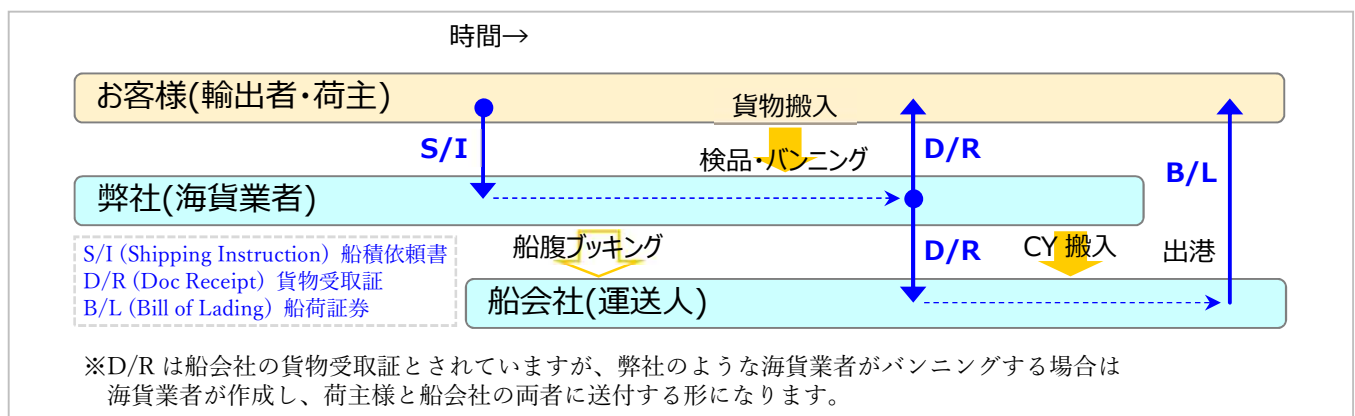 時間→
お客様(輸出者・荷主)
貨物搬入
S/I
検品・バンニング
D/R
B/L
弊社(海貨業者)
S/I (Shipping Instruction) 船積依頼書
D/R (Doc Receipt) 貨物受取証
B/L (Bill of Lading) 船荷証券
船腹ブッキング
D/R
CY 搬入
出港
船会社(運送人)
※D/R は船会社の貨物受取証とされていますが、弊社のような海貨業者がバンニングする場合は
海貨業者が作成し、荷主様と船会社の両者に送付する形になります。